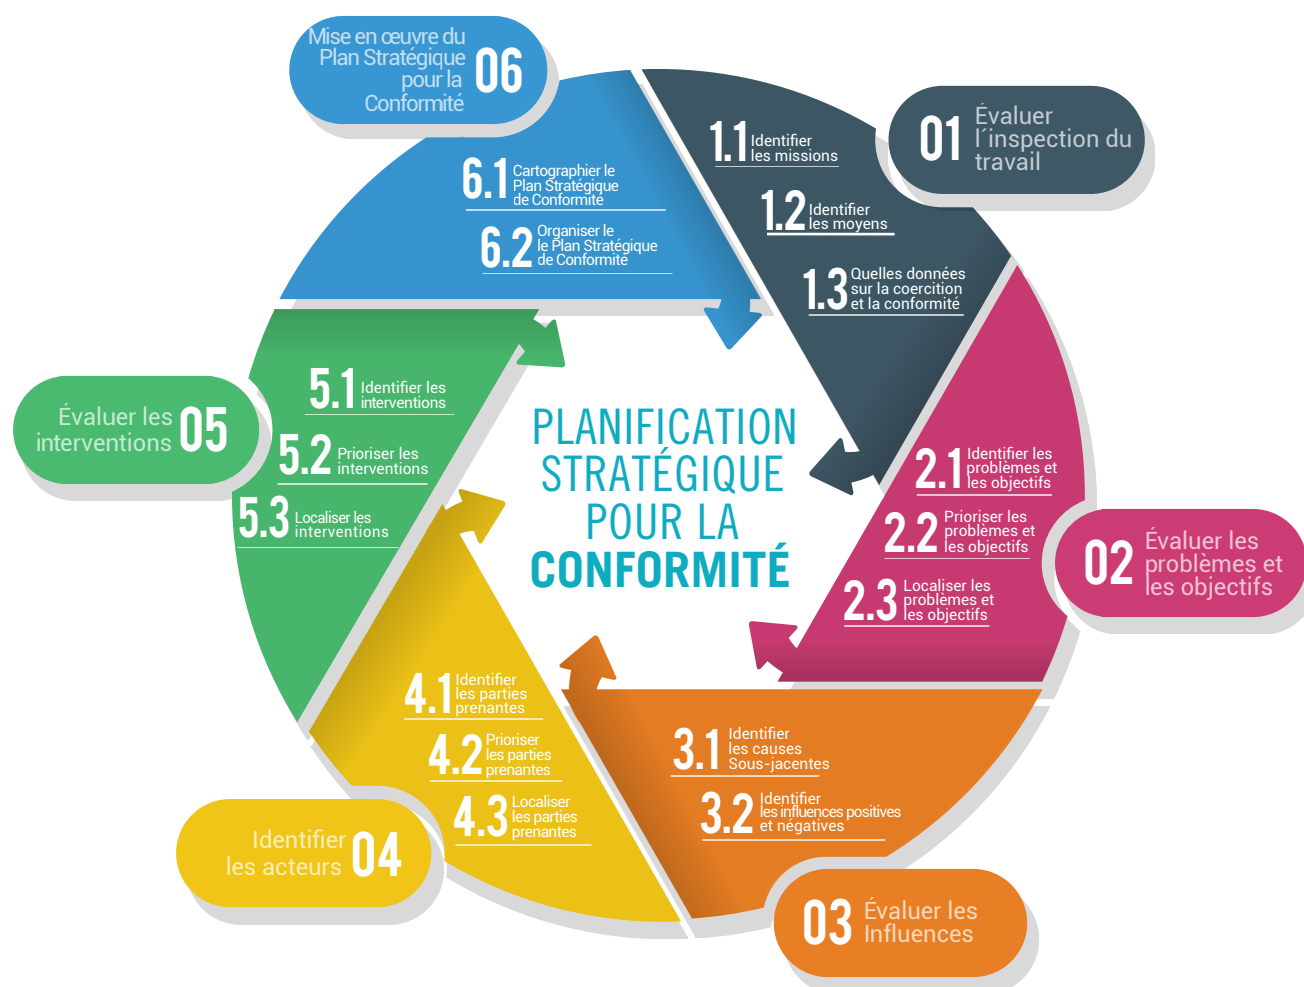 PLANIFICATION
STRATÉGIQUE
POUR LA
CONFORMITÉ
01
Évaluer
l´inspection du
travail
1.1 Identifier
les missions
1.2 Identifier
les moyens
1.3 Quelles données
sur la coercition
et la conformité
02
Évaluer les
problèmes et
les objectifs
2.1 Identifier les
problèmes et
les objectifs
2.2 Prioriser les
problèmes et
les objectifs
2.3 Localiser les
problèmes et
les objectifs
03
Évaluer les
Influences
3.1 Identifier
les causes
Sous-jacentes
3.2 Identifier
les influences positives
et négatives
04
Identifier
les acteurs
4.1 Identifier
les parties
prenantes
4.2 Prioriser
les parties
prenantes
4.3 Localiser
les parties
prenantes
05
Évaluer les
interventions
5.1 Identifier les
interventions
5.2 Prioriser les
interventions
5.3 Localiser les
interventions
06
Mise en œuvre du
Plan Stratégique
pour la
Conformité
6.1 Cartographier le
Plan Stratégique
de Conformité
6.2 Organiser le
le Plan Stratégique
de Conformité